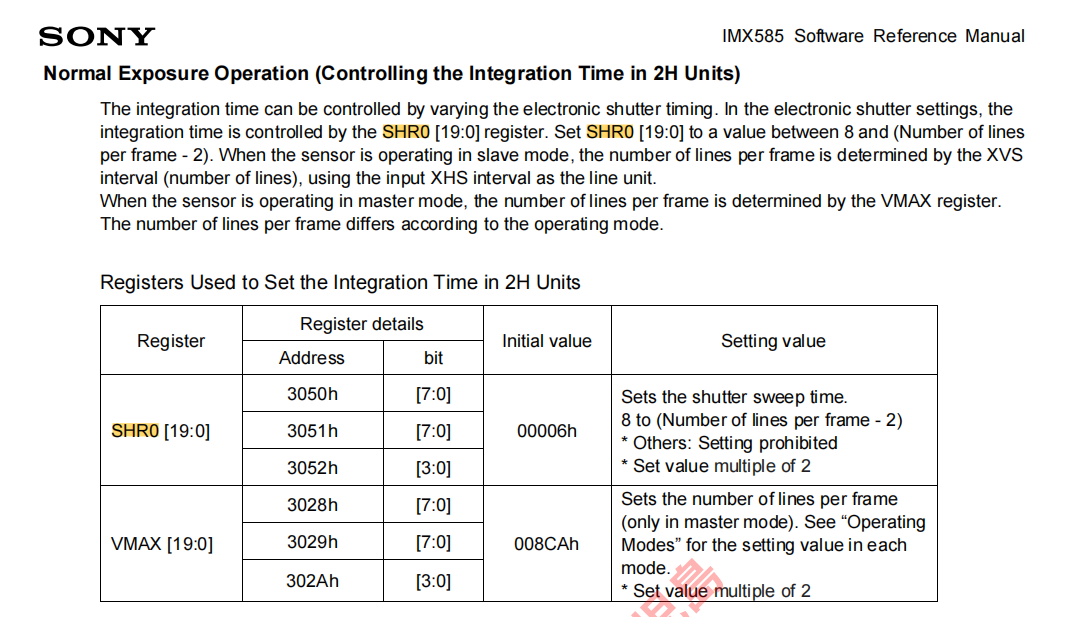 SONY
IMX585 Software Reference Manual
Normal Exposure Operation (Controlling the Integration Time in 2H Units)
The integration time can be controlled by varying the electronic shutter timing. In the electronic shutter settings, the
integration time is controlled by the SHR0 [19:0] register. Set SHR0 [19:0] to a value between 8 and (Number of lines
per frame - 2). When the sensor is operating in slave mode, the number of lines per frame is determined by the XVS
interval (number of lines), using the input XHS interval as the line unit.
When the sensor is operating in master mode, the number of lines per frame is determined by the VMAX register.
The number of lines per frame differs according to the operating mode.
Registers Used to Set the Integration Time in 2H Units
Register
Register details
Initial value
Setting value
Address
bit
SHR0 [19:0]
3050h
[7:0]
3051h
[7:0]
3052h
[3:0]
00006h
Sets the shutter sweep time.
8 to (Number of lines per frame - 2)
* Others: Setting prohibited
* Set value multiple of 2
VMAX [19:0]
3028h
[7:0]
3029h
[7:0]
302Ah
[3:0]
008CAh
Sets the number of lines per frame
(only in master mode). See “Operating
Modes” for the setting value in each
mode.
* Set value multiple of 2